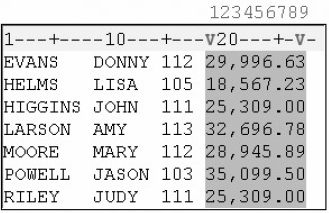 123456789
1---+----10---+---V20---+-V-
EVANS DONNY 112 29,996.63
HELMS LISA 105 18,567.23
HIGGINS JOHN 111 25,309.00
LARSON AMY 113 32,696.78
MOORE MARY 112 28,945.89
POWELL JASON 103 35,099.50
RILEY JUDY 111 25,309.00